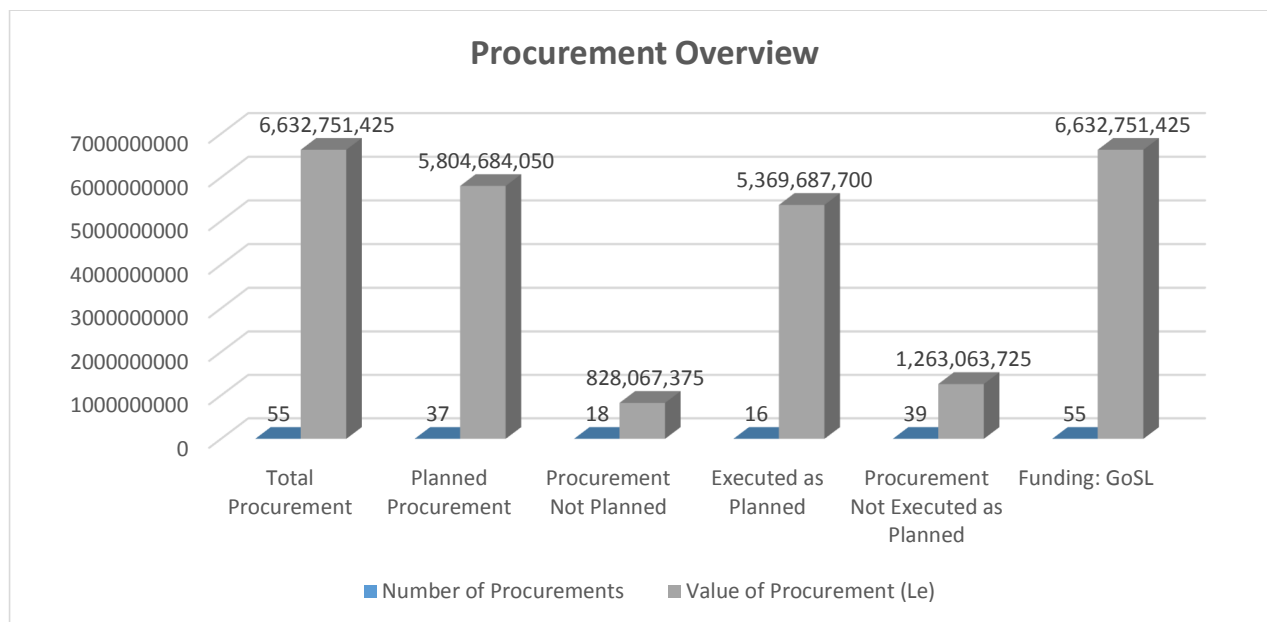 Procurement Overview
7000000000
6000000000
5000000000
4000000000
3000000000
2000000000
1000000000
0
6,632,751,425
5,804,684,050
828,067,375
5,369,687,700
1,263,063,725
6,632,751,425
55
37
18
16
39
55
Total
Procurement
Planned
Procurement
Procurement
Not Planned
Executed as
Planned
Procurement
Not Executed as
Planned
Funding: GoSL
Number of Procurements
Value of Procurement (Le)